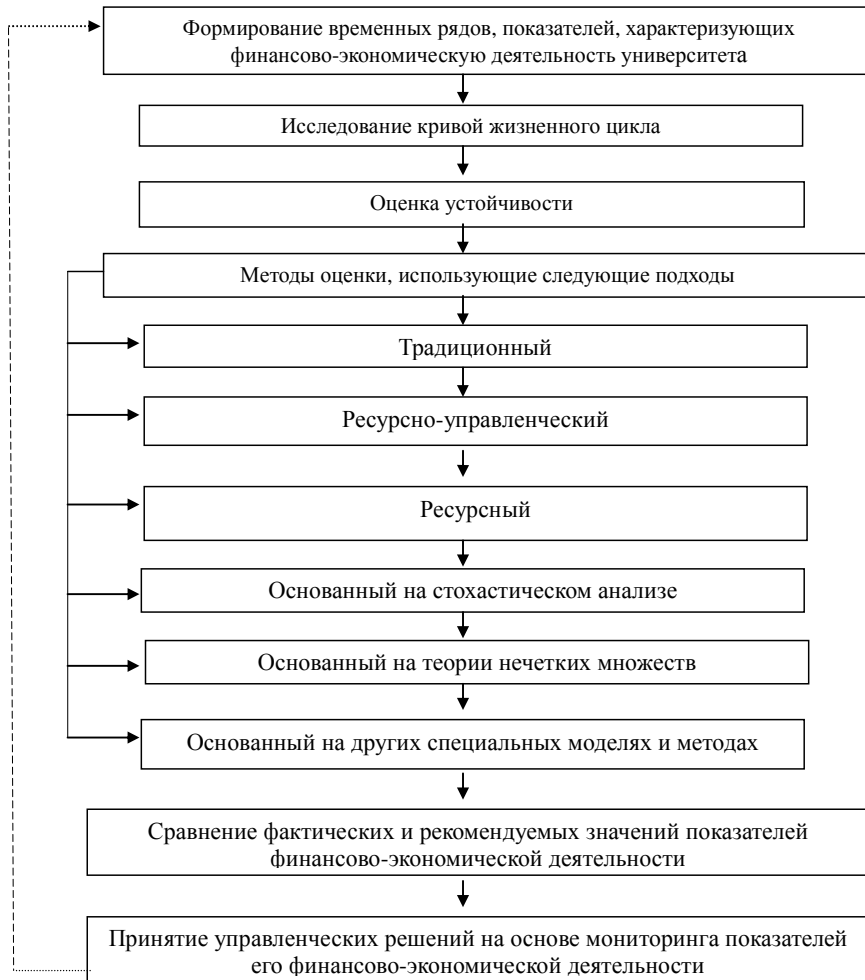 Формирование временных рядов, показателей, характеризующих
финансово-экономическую деятельность университета
Исследование кривой жизненного цикла
Оценка устойчивости
Методы оценки, использующие следующие подходы
Традиционный
Ресурсно-управленческий
Ресурсный
Основанный на стохастическом анализе
Основанный на теории нечетких множеств
Основанный на других специальных моделях и методах
Сравнение фактических и рекомендуемых значений показателей
финансово-экономической деятельности
Принятие управленческих решений на основе мониторинга показателей
его финансово-экономической деятельности